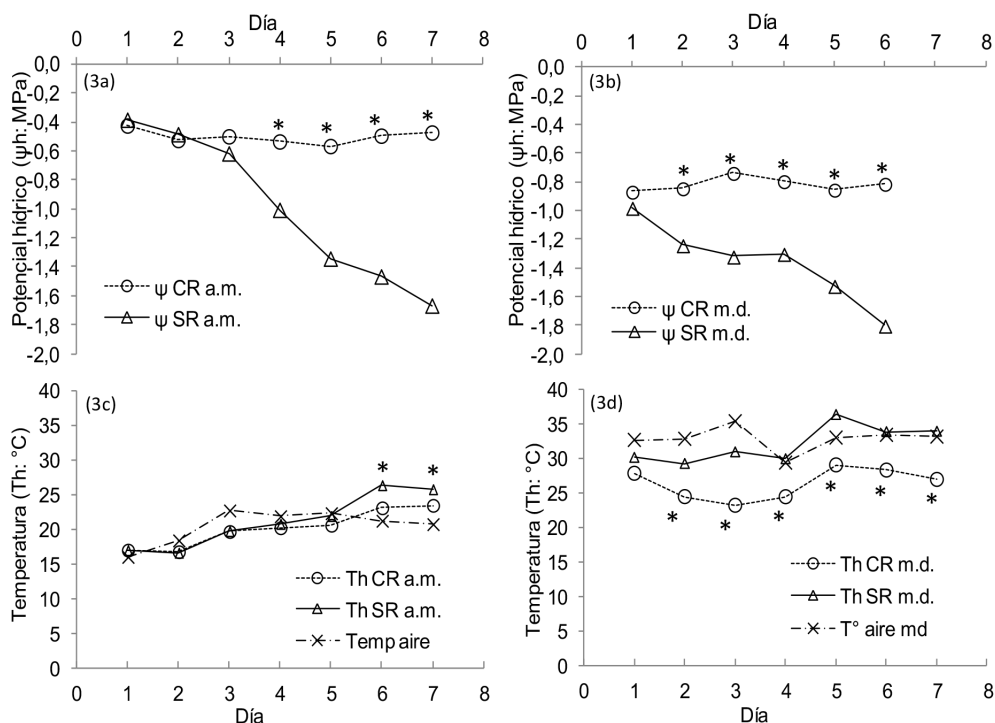 Día
0 1 2 3 4 5 6 7 8
0,0
-0,2
-0,4
-0,6
-0,8
-1,0
-1,2
-1,4
-1,6
-1,8
-2,0
Potencial hídrico (ψh: MPa)
(3a)
* * * *
ψ CR a.m.
ψ SR a.m.
Día
0 1 2 3 4 5 6 7 8
0,0
-0,2
-0,4
-0,6
-0,8
-1,0
-1,2
-1,4
-1,6
-1,8
-2,0
Potencial hídrico (ψh: MPa)
(3b)
* * * * *
ψ CR m.d.
ψ SR m.d.
40
35
30
25
20
15
10
5
0
Temperatura (Th: °C)
(3c)
* *
Th CR a.m.
Th SR a.m.
Temp aire
0 1 2 3 4 5 6 7 8
Día
40
35
30
25
20
15
10
5
0
Temperatura (Th: °C)
(3d)
* * * * * *
Th CR m.d.
Th SR m.d.
T° aire md
0 1 2 3 4 5 6 7 8
Día